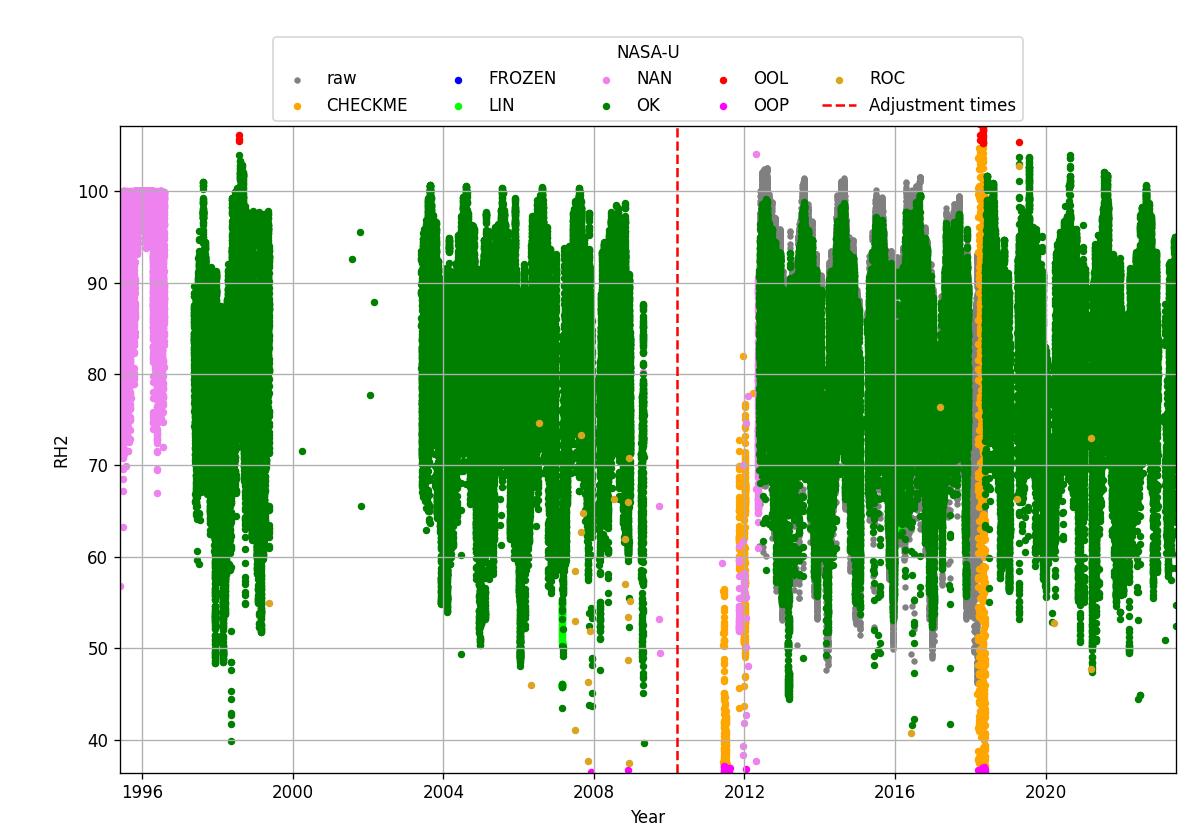 NASA-U
raw FROZEN NAN OOL ROC
CHECKME LIN OK OOP Adjustment times
100
90
80
70
60
50
40
RH2
1996 2000 2004 2008 2012 2016 2020
Year